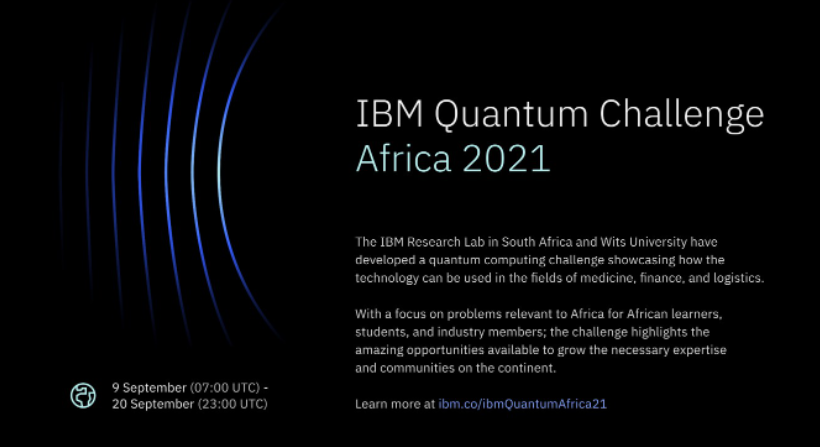 IBM Quantum Challenge
Africa 2021
The IBM Research Lab in South Africa and Wits University have
developed a quantum computing challenge showcasing how the
technology can be used in the fields of medicine, finance, and logistics.
With a focus on problems relevant to Africa for African learners,
students, and industry members; the challenge highlights the
amazing opportunities available to grow the necessary expertise
and communities on the continent.
9 September (07:00 UTC) -
20 September (23:00 UTC)
Learn more at ibm.co/ibmQuantumAfrica21